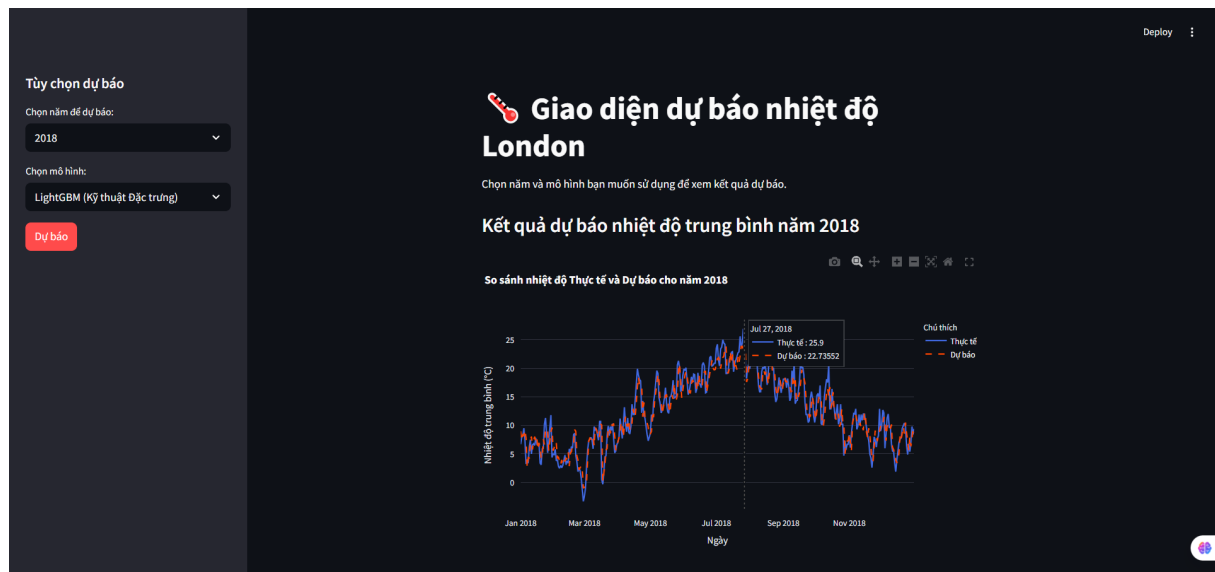 Deploy
Tùy chọn dự báo
Chọn năm để dự báo:
2018
Chọn mô hình:
LightGBM (Kỹ thuật Đặc trưng)
Dự báo
Giao diện dự báo nhiệt độ
London
Chọn năm và mô hình bạn muốn sử dụng để xem kết quả dự báo.
Kết quả dự báo nhiệt độ trung bình năm 2018
So sánh nhiệt độ Thực tế và Dự báo cho năm 2018
Jul 27, 2018
Thực tế : 25.9
Dự báo : 22.73552
Chú thích
Thực tế
Dự báo
Nhiệt độ trung bình (°C)
25
20
15
10
5
0
Jan 2018
Mar 2018
May 2018
Jul 2018
Sep 2018
Nov 2018
Ngày